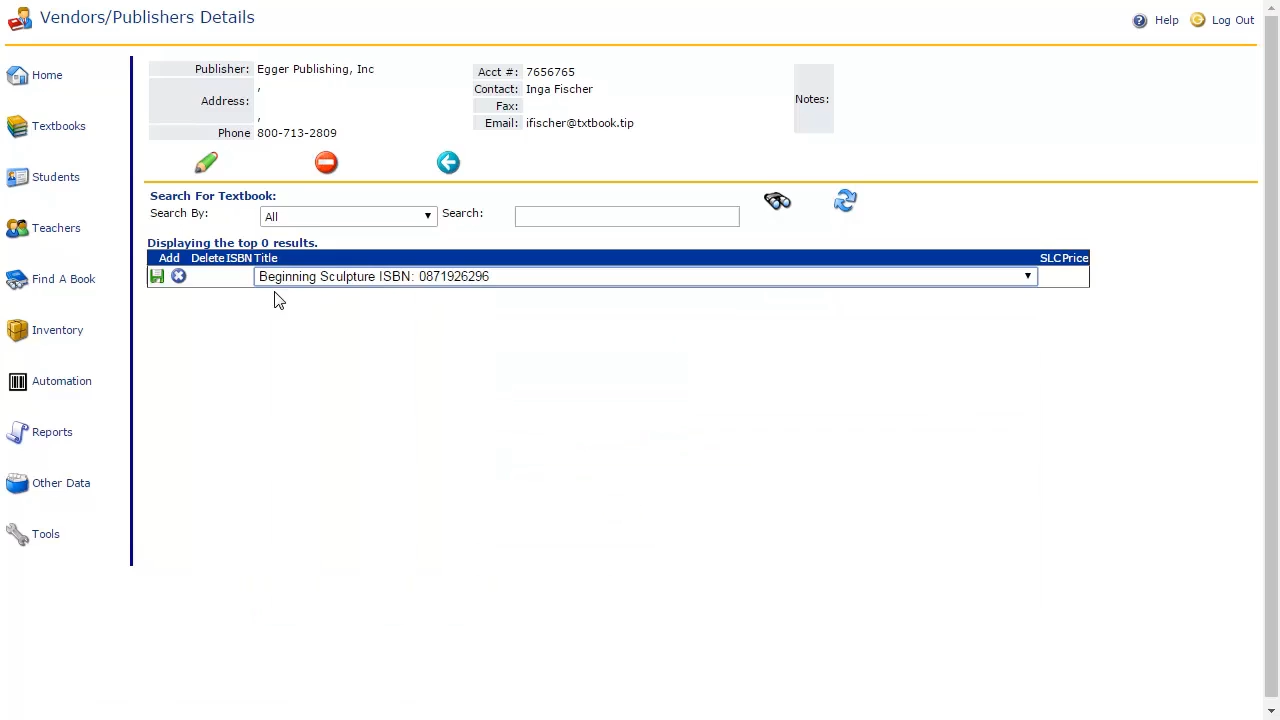 Vendors/Publishers Details
Help
Log Out
Home
Textbooks
Students
Teachers
Find A Book
Inventory
Automation
Reports
Other Data
Tools
Publisher: Egger Publishing, Inc
Address: ,
,
Phone 800-713-2809
Acct #: 7656765
Contact: Inga Fischer
Fax:
Email: ifischer@txtbook.tip
Notes:
Search For Textbook:
Search By: All Search:
Displaying the top 0 results.
Add Delete ISBN Title SLC Price
Beginning Sculpture ISBN: 0871926296